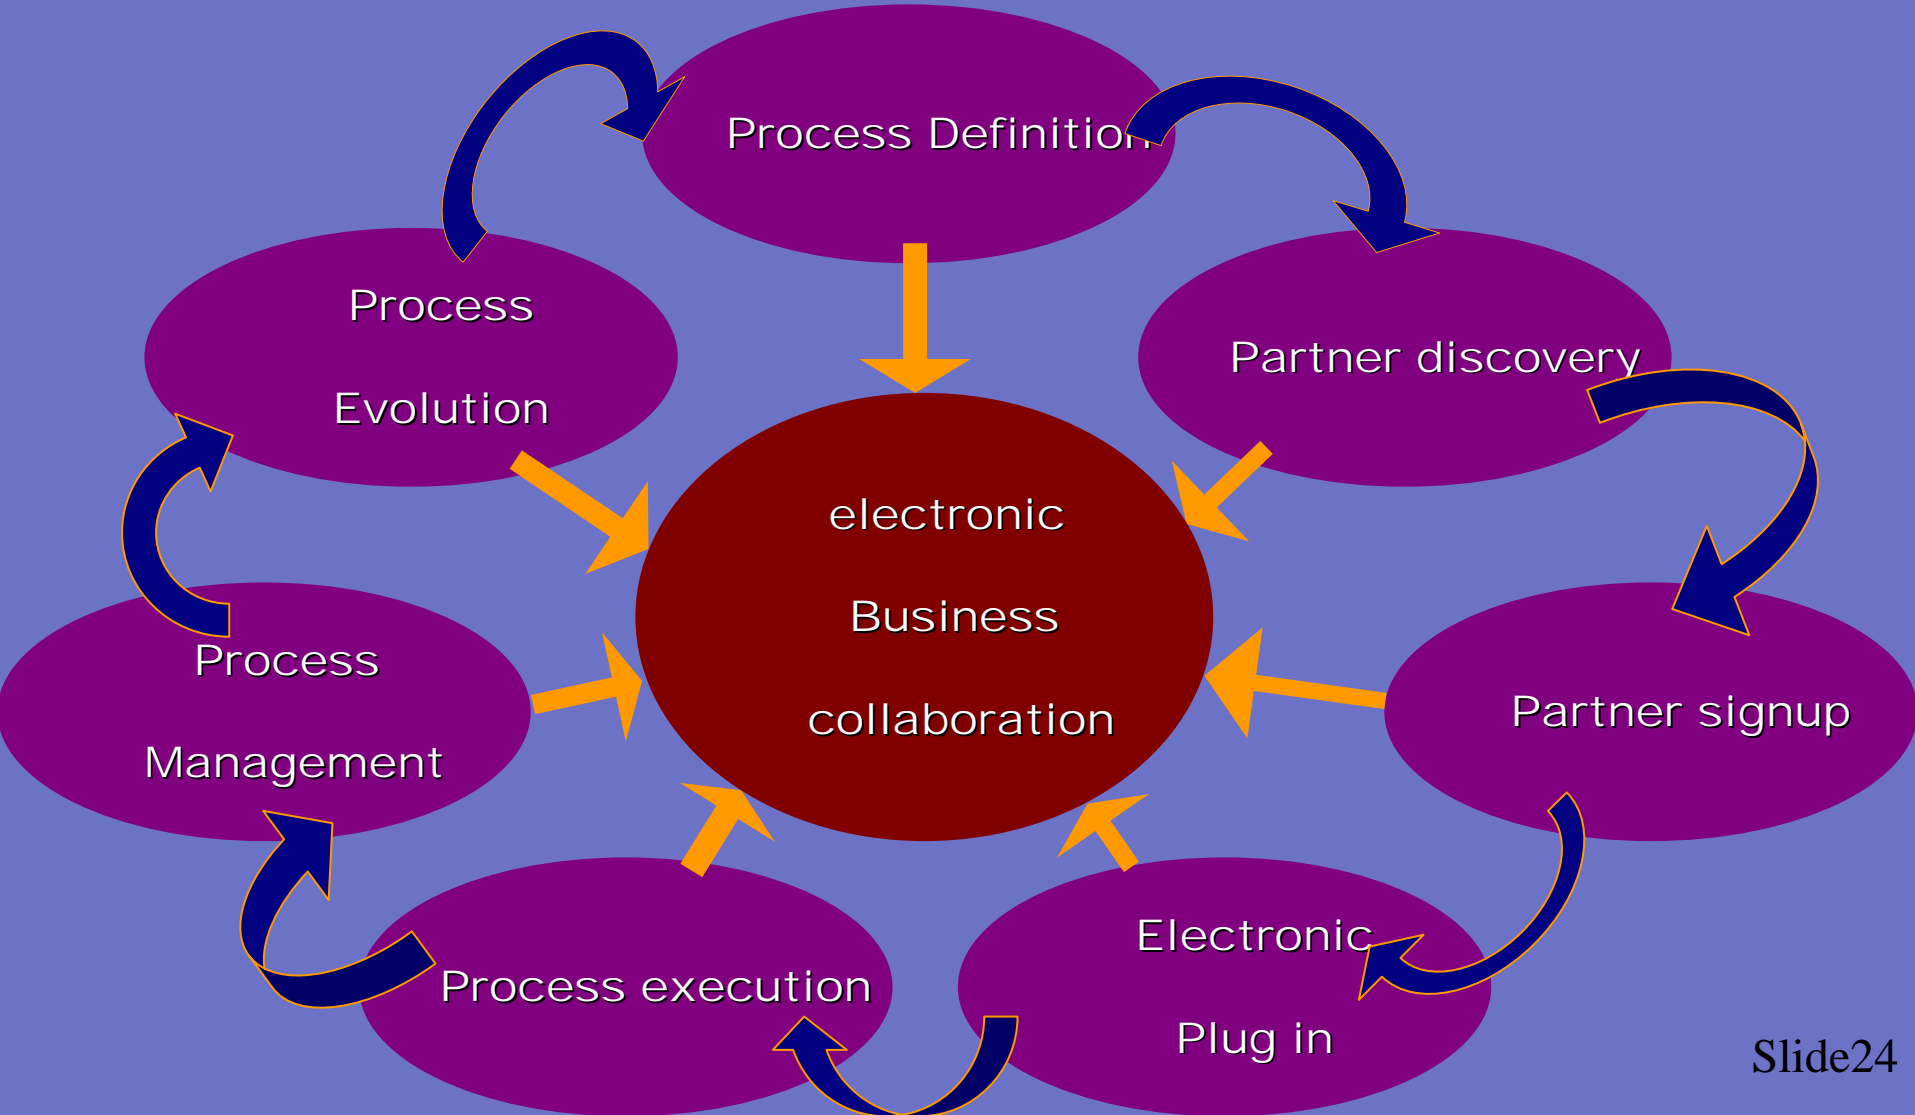 Process Definition
Partner discovery
Partner signup
Electronic
Plug in
Process execution
Process
Management
Process
Evolution
electronic
Business
collaboration
Slide24